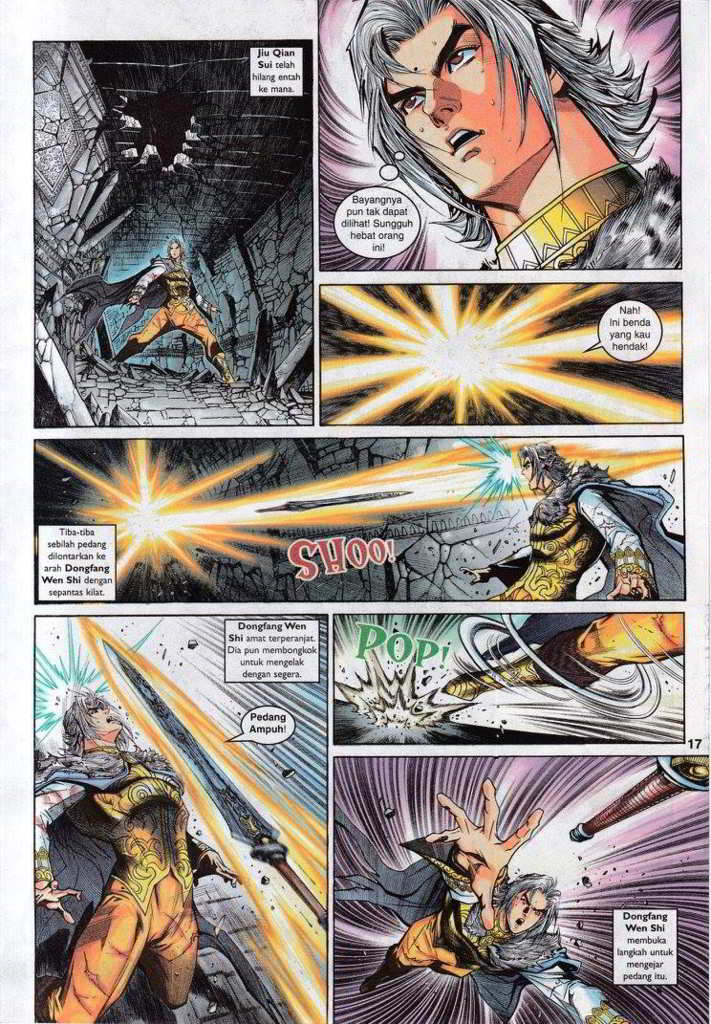 Jiu Qian
Sui telah
hilang entah
ke mana.
Bayangnya
pun tak dapat
dilihat! Sungguh
hebat orang
ini!
Nah!
Ini benda
yang kau
hendak!
Tiba-tiba
sebilah pedang
dilontarkan ke
arah Dongfang
Wen Shi dengan
sepantas kilat.
SHOO!
Dongfang Wen
Shi amat terperanjat.
Dia pun membongkok
untuk mengelak
dengan segera.
Pedang
Ampuh!
POP!
17
Dongfang
Wen Shi
membuka
langkah untuk
mengejar
pedang itu.